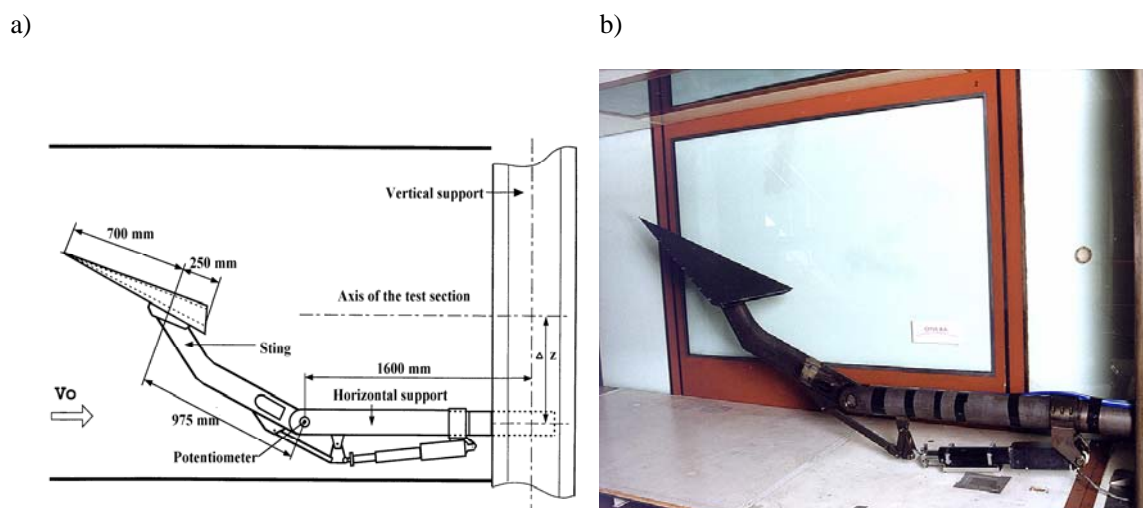 a)
b)
Vertical support
700 mm
250 mm
Axis of the test section
Sting
1600 mm
Δ Z
Vo
Horizontal support
975 mm
Potentiometer
ONERA